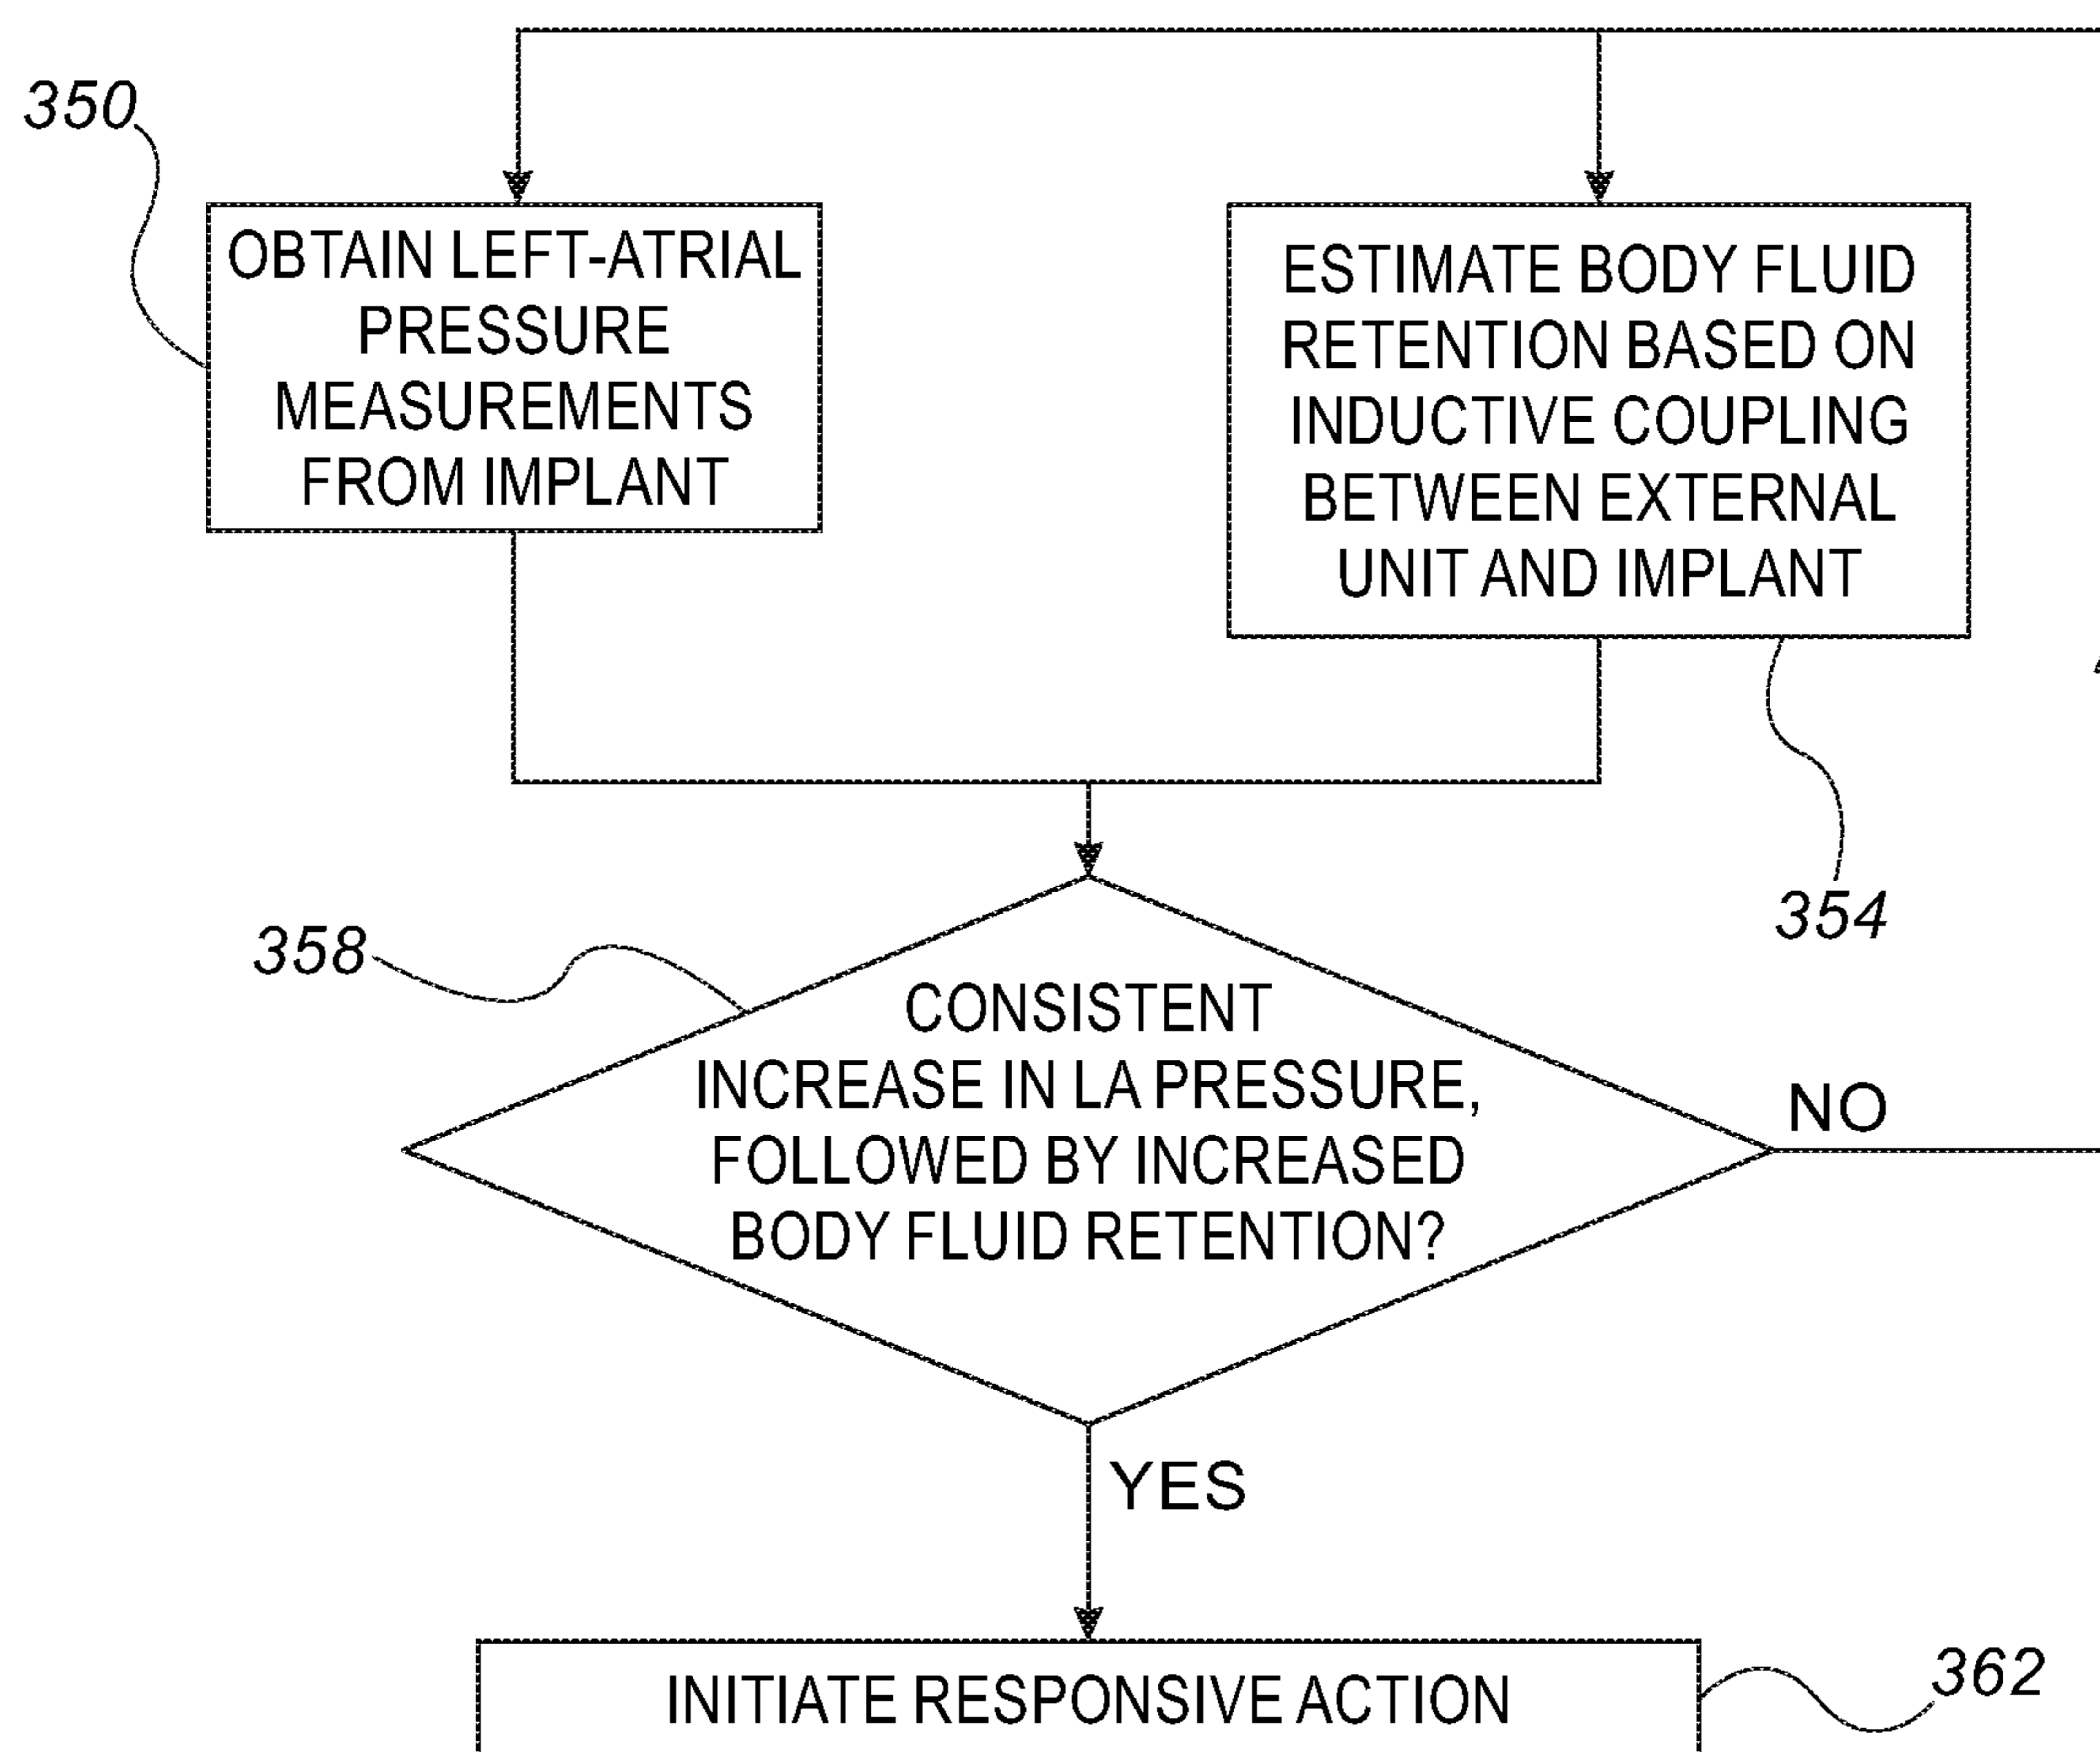 350
OBTAIN LEFT-ATRIAL
PRESSURE
MEASUREMENTS
FROM IMPLANT
ESTIMATE BODY FLUID
RETENTION BASED ON
INDUCTIVE COUPLING
BETWEEN EXTERNAL
UNIT AND IMPLANT
354
358
CONSISTENT
INCREASE IN LA PRESSURE,
FOLLOWED BY INCREASED
BODY FLUID RETENTION?
NO
YES
INITIATE RESPONSIVE ACTION
362